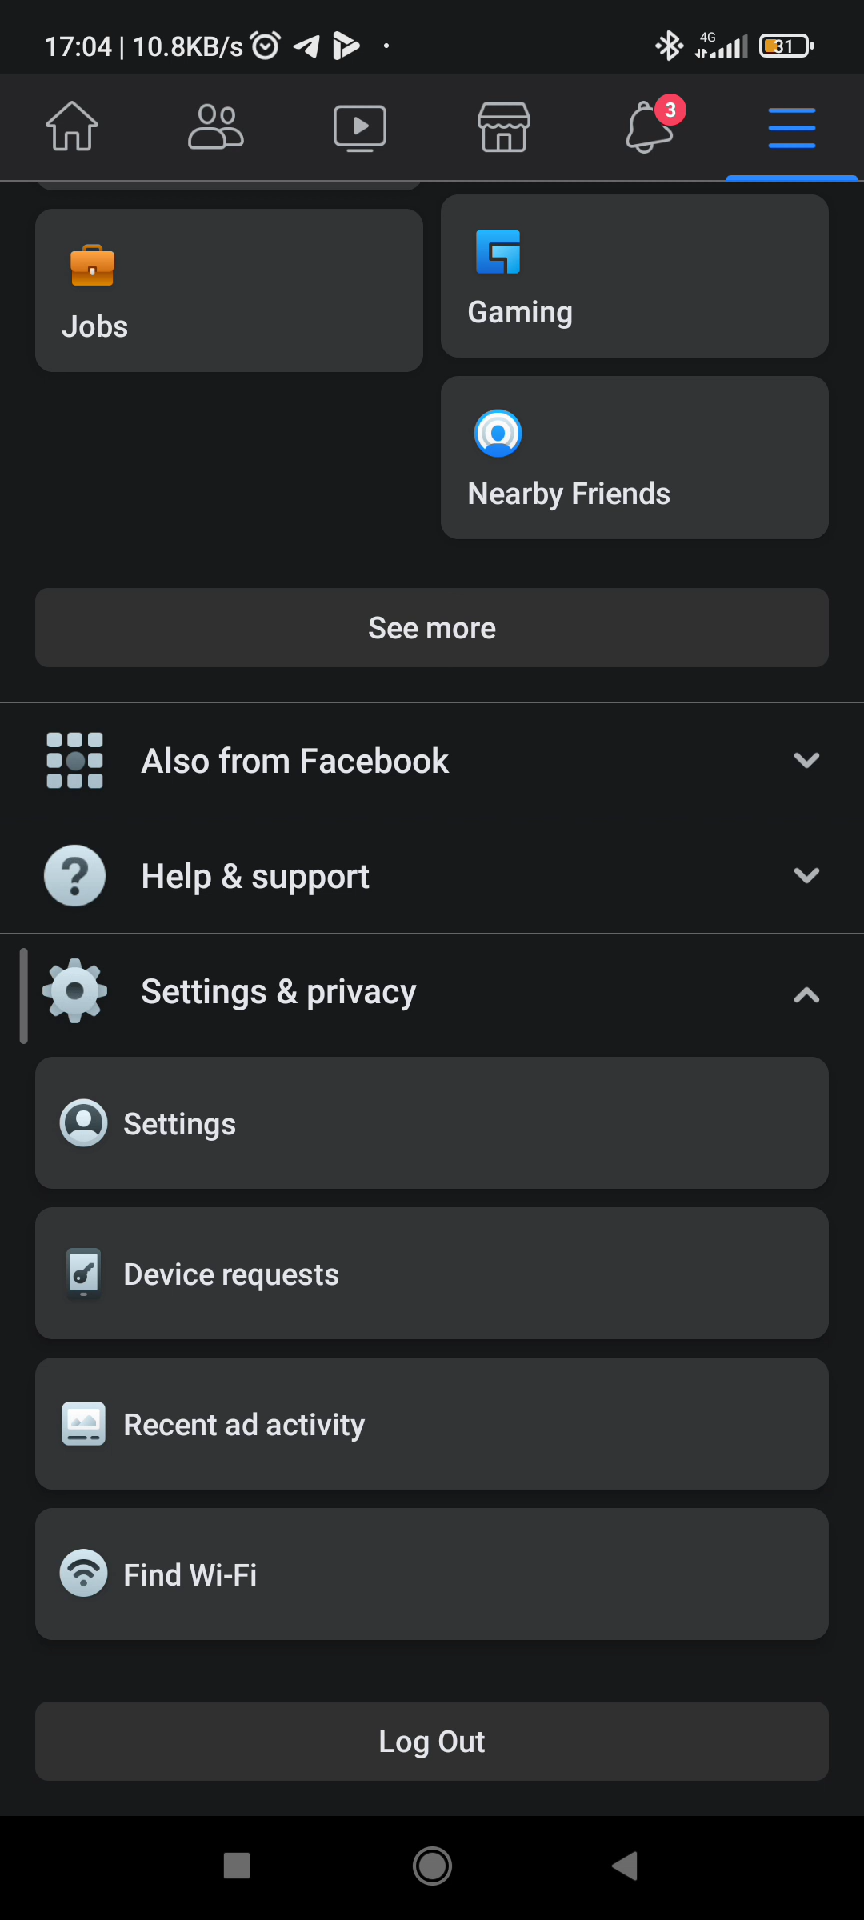 17:04 | 10.8KB/s
4G
31
3
Jobs
Gaming
Nearby Friends
See more
Also from Facebook
Help & support
Settings & privacy
Settings
Device requests
Recent ad activity
Find Wi-Fi
Log Out